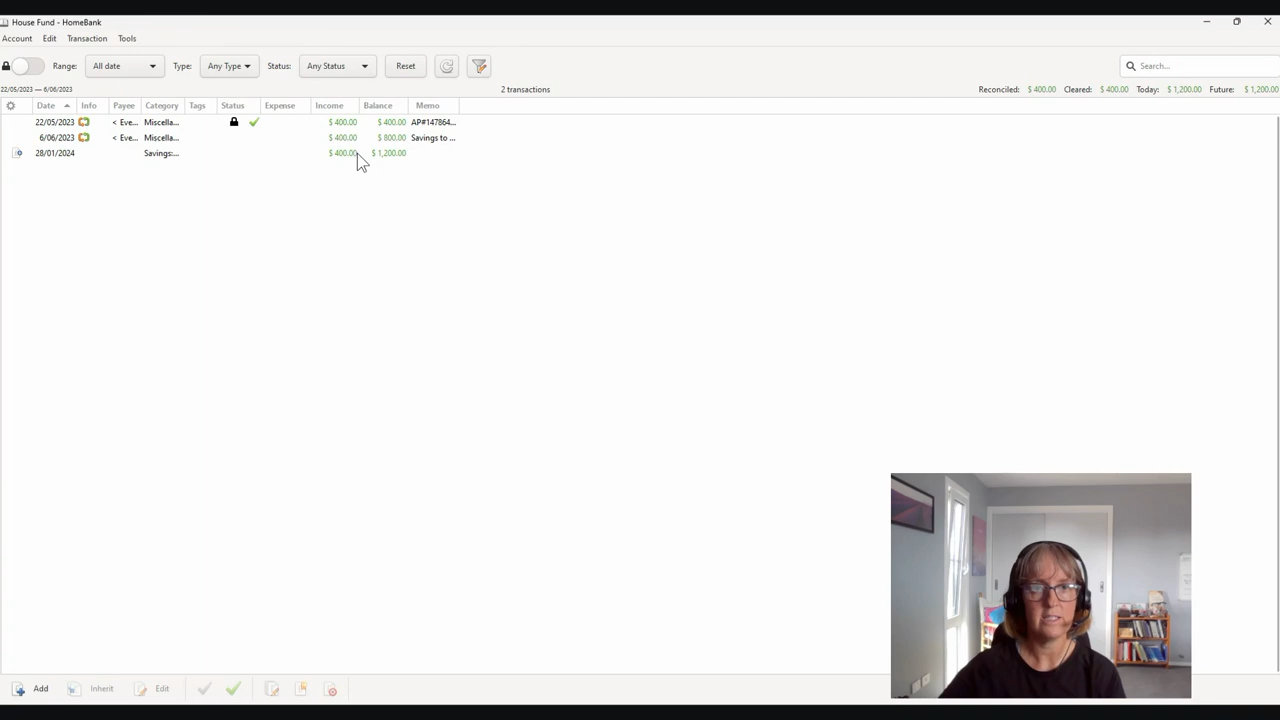 House Fund - HomeBank
Account Edit Transaction Tools
Range: All date Type: Any Type Status: Any Status Reset Search...
22/05/2023 — 6/06/2023 2 transactions Reconciled: $ 400.00 Cleared: $ 400.00 Today: $ 1,200.00 Future: $ 1,200.00
Date Info Payee Category Tags Status Expense Income Balance Memo
22/05/2023 < Eve... Miscella... $ 400.00 $ 400.00 AP#147864...
6/06/2023 < Eve... Miscella... $ 400.00 $ 800.00 Savings to ...
28/01/2024 Savings:... $ 400.00 $ 1,200.00
Add Inherit Edit